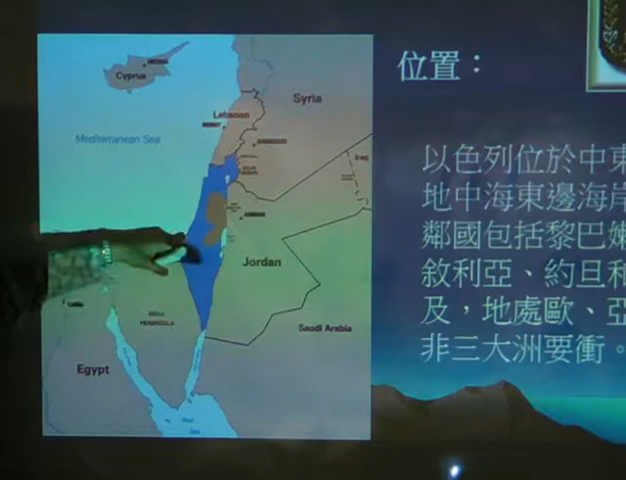 Cyprus
Syria
Lebanon
Mediterranean Sea
Iraq
Jordan
Saudi Arabia
Egypt
Red
Sea
位置：
以色列位於中東
地中海東邊海岸
鄰國包括黎巴嫩
敘利亞、約旦和
及，地處歐、亞
非三大洲要衝。